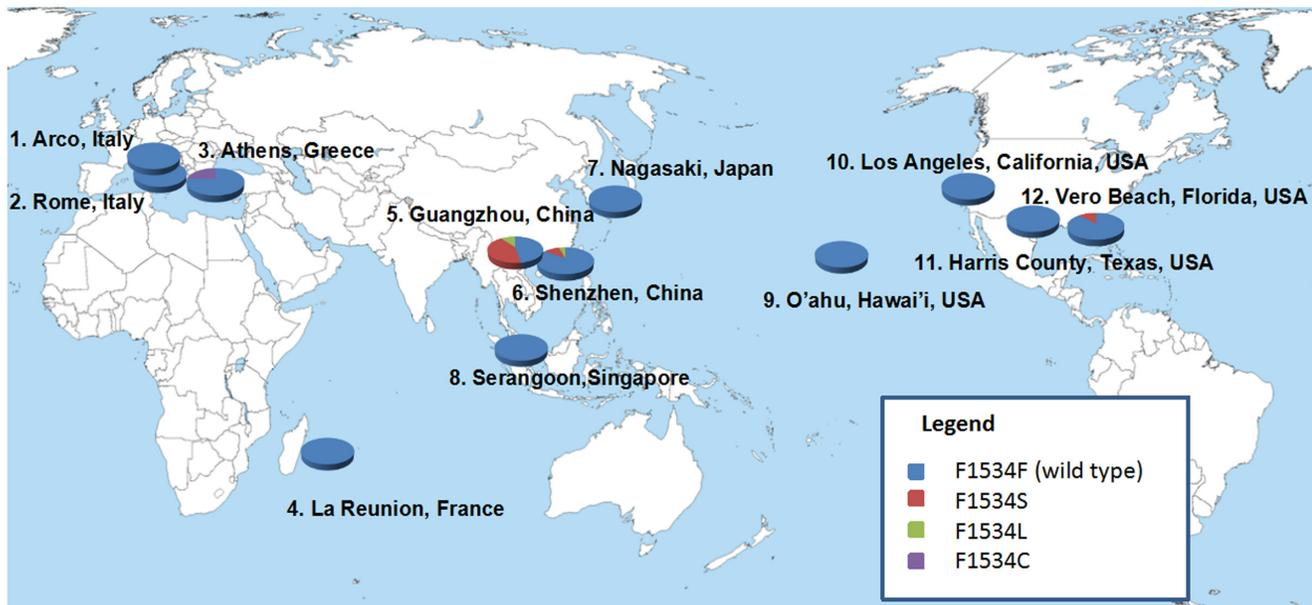 1. Arco, Italy
3. Athens, Greece
2. Rome, Italy
7. Nagasaki, Japan
5. Guangzhou, China
6. Shenzhen, China
8. Serangoon,Singapore
4. La Reunion, France
10. Los Angeles, California, USA
12. Vero Beach, Florida, USA
11. Harris County, Texas, USA
9. O’ahu, Hawai’i, USA
Legend
F1534F (wild type)
F1534S
F1534L
F1534C